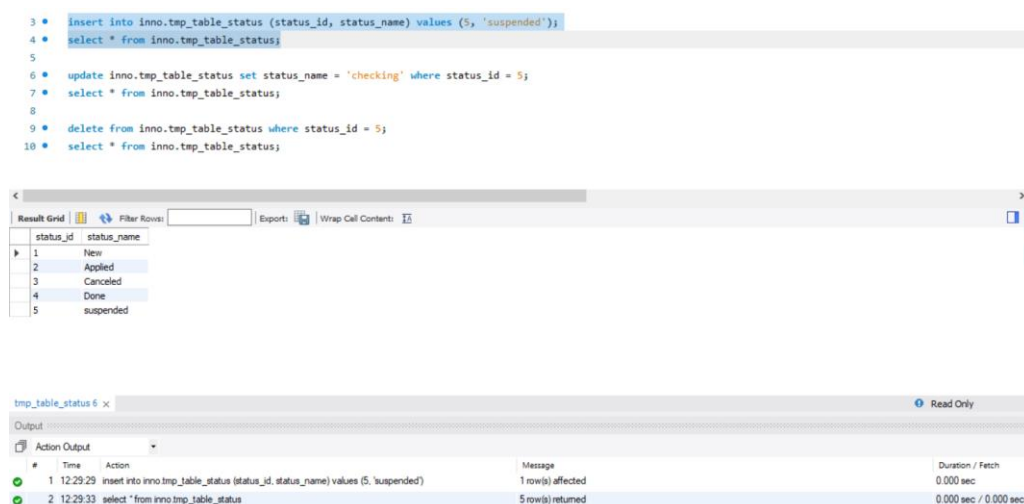 3 insert into inno.tmp_table_status (status_id, status_name) values (5, 'suspended');
4 select * from inno.tmp_table_status;
5
6 update inno.tmp_table_status set status_name = 'checking' where status_id = 5;
7 select * from inno.tmp_table_status;
8
9 delete from inno.tmp_table_status where status_id = 5;
10 select * from inno.tmp_table_status;
Result Grid Filter Rows: Export: Wrap Cell Content: IA
status_id status_name
1 New
2 Applied
3 Canceled
4 Done
5 suspended
tmp_table_status 6 x Read Only
Output
Action Output
# Time Action Message Duration / Fetch
1 12:29:29 insert into inno.tmp_table_status (status_id, status_name) values (5, 'suspended') 1 row(s) affected 0.000 sec
2 12:29:33 select * from inno.tmp_table_status 5 row(s) returned 0.000 sec / 0.000 sec